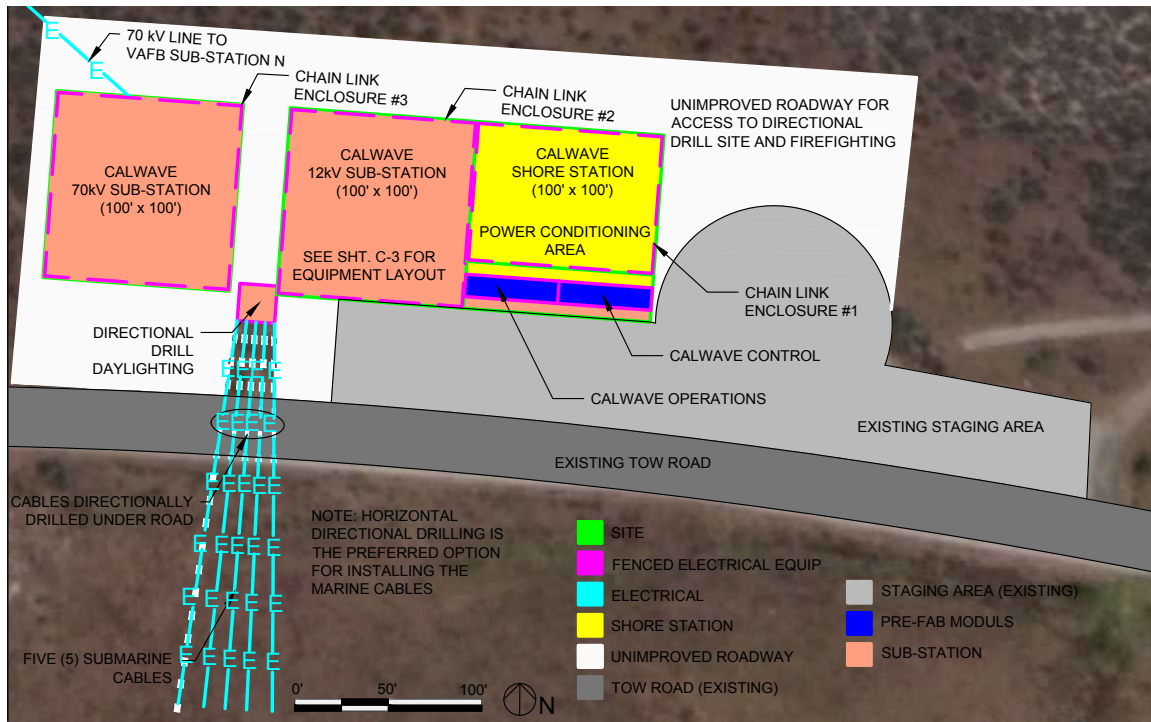 70 kV LINE TO
VAFB SUB-STATION N
CHAIN LINK
ENCLOSURE #3
CHAIN LINK
ENCLOSURE #2
UNIMPROVED ROADWAY FOR
ACCESS TO DIRECTIONAL
DRILL SITE AND FIREFIGHTING
CALWAVE
70kV SUB-STATION
(100' x 100')
CALWAVE
12kV SUB-STATION
(100' x 100')
SEE SHT. C-3 FOR
EQUIPMENT LAYOUT
CALWAVE
SHORE STATION
(100' x 100')
POWER CONDITIONING
AREA
CHAIN LINK
ENCLOSURE #1
DIRECTIONAL
DRILL
DAYLIGHTING
CALWAVE CONTROL
CALWAVE OPERATIONS
EXISTING STAGING AREA
EXISTING TOW ROAD
CABLES DIRECTIONALLY
DRILLED UNDER ROAD
NOTE: HORIZONTAL
DIRECTIONAL DRILLING IS
THE PREFERRED OPTION
FOR INSTALLING THE
MARINE CABLES
FIVE (5) SUBMARINE
CABLES
0'
50'
100'
N
SITE
FENCED ELECTRICAL EQUIP.
ELECTRICAL
SHORE STATION
UNIMPROVED ROADWAY
TOW ROAD (EXISTING)
STAGING AREA (EXISTING)
PRE-FAB MODULS
SUB-STATION
E
E
E E E E E
E E E E E
E E E E E
E E E E E
E E E E E
E E E E E